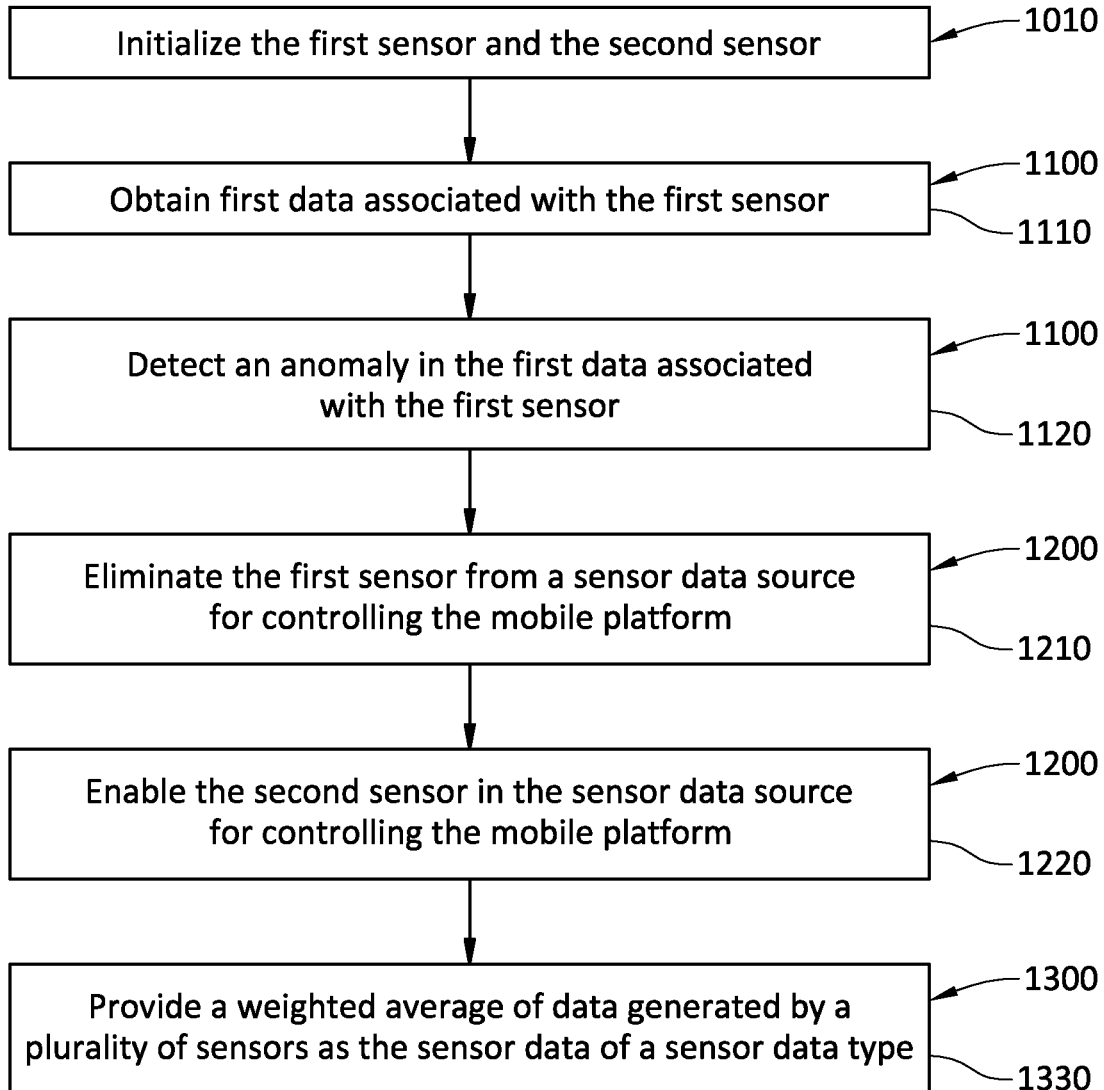 Initialize the first sensor and the second sensor
1010
Obtain first data associated with the first sensor
1100
1110
Detect an anomaly in the first data associated
with the first sensor
1100
1120
Eliminate the first sensor from a sensor data source
for controlling the mobile platform
1200
1210
Enable the second sensor in the sensor data source
for controlling the mobile platform
1200
1220
Provide a weighted average of data generated by a
plurality of sensors as the sensor data of a sensor data type
1300
1330